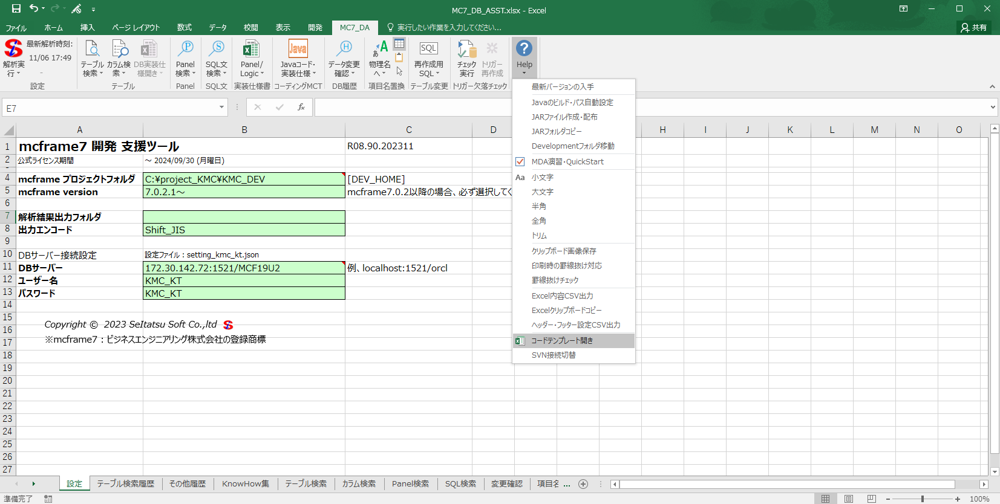 MC7_DB_ASST.xlsx - Excel
ファイル ホーム 挿入 ページ レイアウト 数式 データ 校閲 表示 開発 MC7_DA 実行したい作業を入力してください... 共有
最新解析時刻:
11/06 17:49
-
解析実行
テーブル検索
カラム検索
DB実装仕様開き
Panel検索
SQL文検索
Panel/Logic
Java
Javaコード・実装仕様
データ変更確認
物理名へ
SQL
再作成用SQL
チェック実行
トリガー再作成
Help
設定 テーブル Panel SQL文 実装仕様書 コーディングMCT DB履歴 項目名置換 テーブル変更 トリガー欠落チェック
E7 fx
A B C D H I J K L M N O
1 mcframe7 開発 支援ツール R08.90.202311
2 公式ライセンス期間 ～ 2024/09/30 (月曜日)
4 mcframe プロジェクトフォルダ C:¥project_KMC¥KMC_DEV [DEV_HOME]
5 mcframe version 7.0.2.1～ mcframe7.0.2以降の場合、必ず選択してく
6
7 解析結果出力フォルダ
8 出力エンコード Shift_JIS
9
10 DBサーバー接続設定 設定ファイル：setting_kmc_kt.json
11 DBサーバー 172.30.142.72:1521/MCF19U2 例、localhost:1521/orcl
12 ユーザー名 KMC_KT
13 パスワード KMC_KT
14
15
Copyright © 2023 SeItatsu Soft Co.,ltd
16
※mcframe7：ビジネスエンジニアリング株式会社の登録商標
17
18
19
20
21
22
23
24
25
26
27
最新バージョンの入手
Javaのビルド・パス自動設定
JARファイル作成・配布
JARフォルダコピー
Developmentフォルダ移動
MDA演習・QuickStart
Aa 小文字
大文字
半角
全角
トリム
クリップボード画像保存
印刷時の罫線抜け対応
罫線抜けチェック
Excel内容CSV出力
Excelクリップボードコピー
ヘッダー・フッター設定CSV出力
コードテンプレート開き
SVN接続切替
設定 テーブル検索履歴 その他履歴 KnowHow集 テーブル検索 カラム検索 Panel検索 SQL検索 変更確認 項目名 ...
準備完了 100%